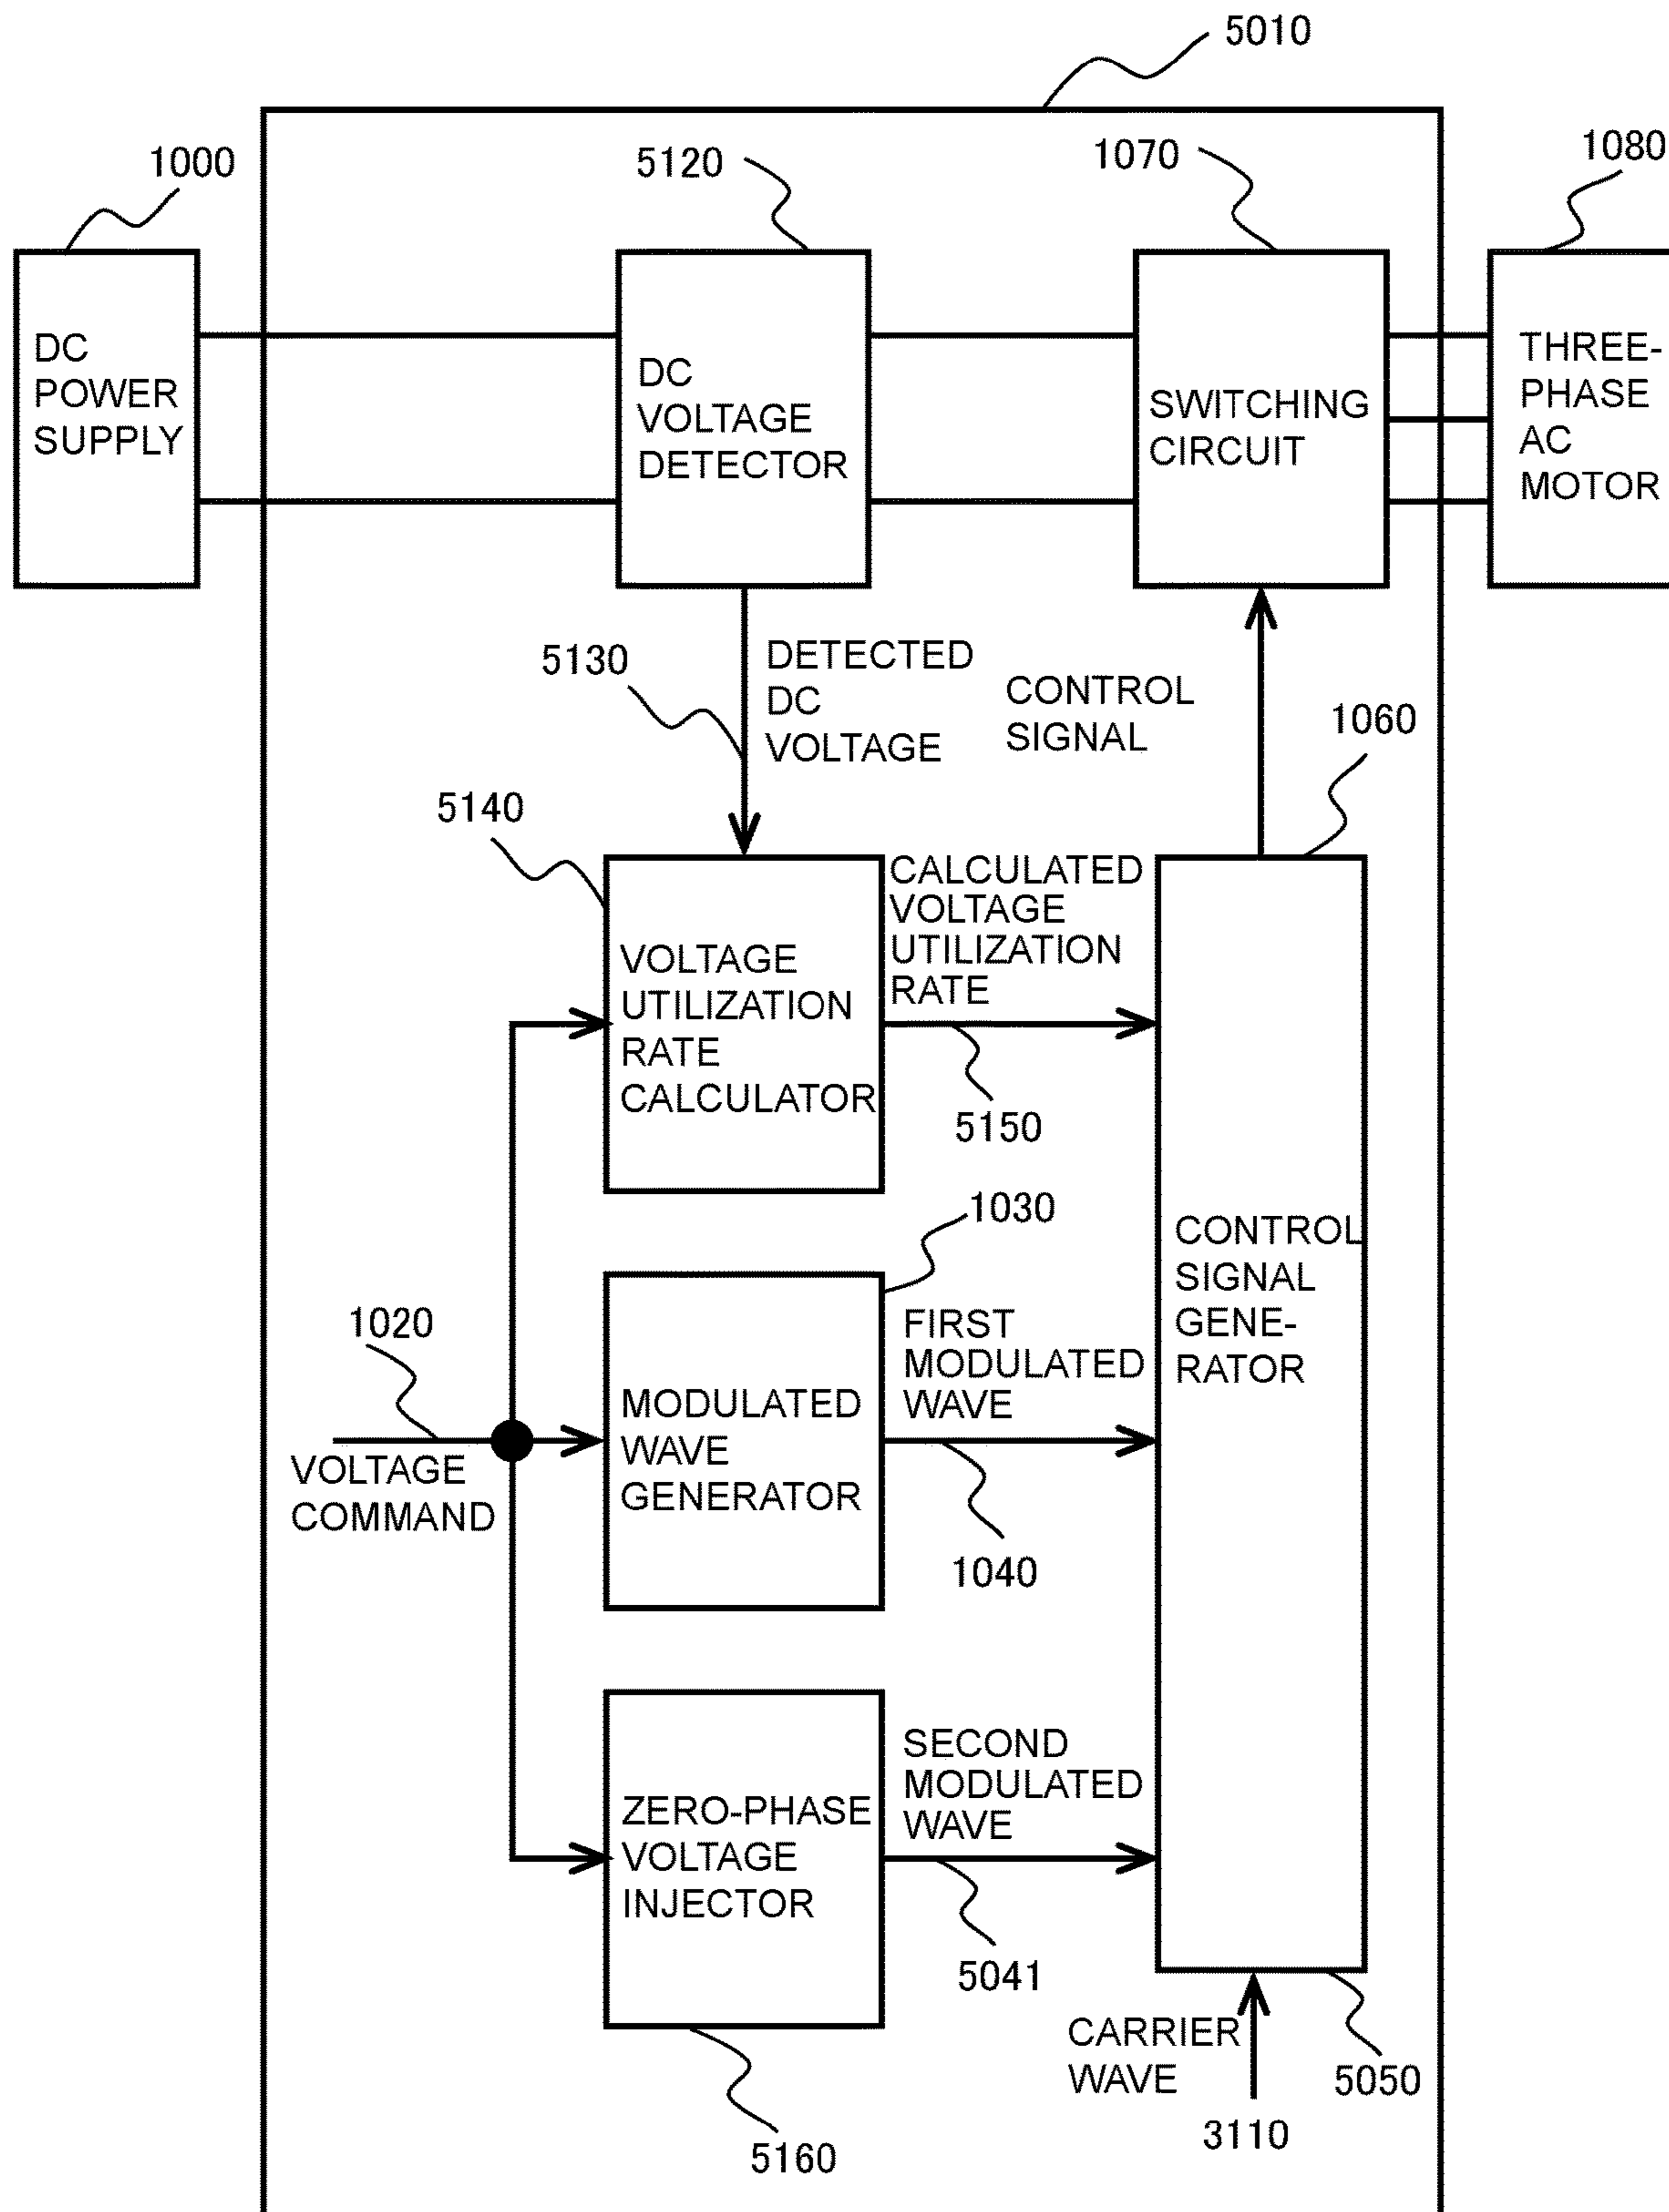 5010
1000
5120
1070
1080
DC
POWER
SUPPLY
DC
VOLTAGE
DETECTOR
SWITCHING
CIRCUIT
THREE-
PHASE
AC
MOTOR
5130
DETECTED
DC
VOLTAGE
CONTROL
SIGNAL
1060
5140
CALCULATED
VOLTAGE
UTILIZATION
RATE
VOLTAGE
UTILIZATION
RATE
CALCULATOR
5150
1030
CONTROL
SIGNAL
GENE-
RATOR
1020
FIRST
MODULATED
WAVE
MODULATED
WAVE
GENERATOR
VOLTAGE
COMMAND
1040
SECOND
MODULATED
WAVE
ZERO-PHASE
VOLTAGE
INJECTOR
5041
CARRIER
WAVE
5050
3110
5160